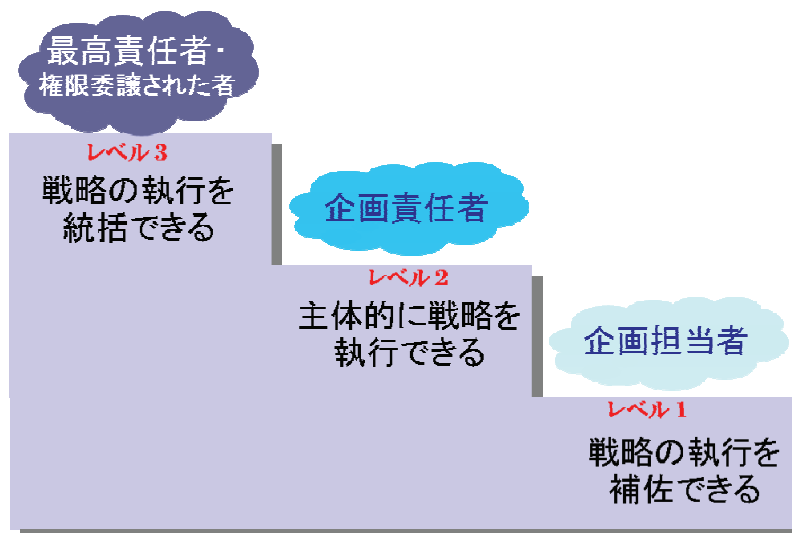 最高責任者・
権限委譲された者
レベル３
戦略の執行を
統括できる
企画責任者
レベル２
主体的に戦略を
執行できる
企画担当者
レベル１
戦略の執行を
補佐できる